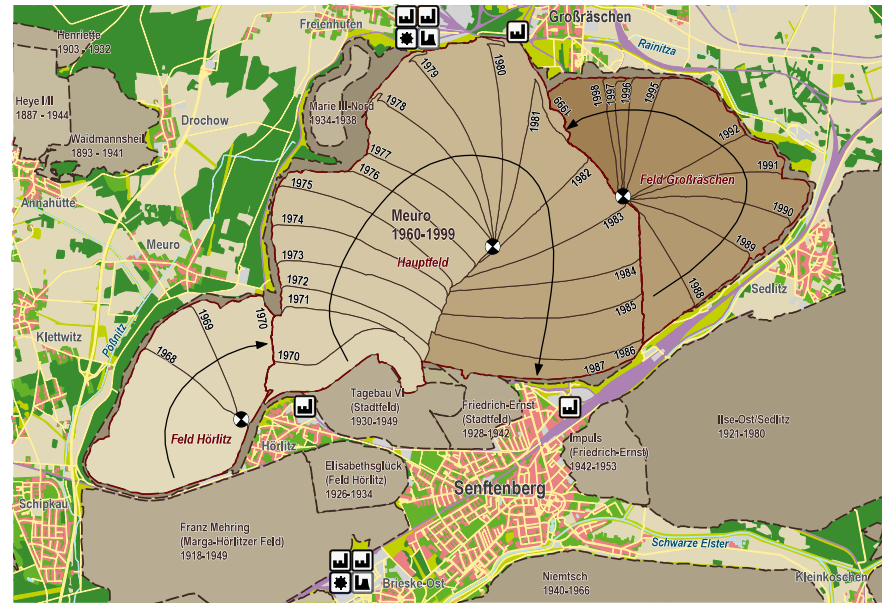 Freienhufen
Großräschen
Rainitza
Henriette
1903 - 1932
Heye I/II
1887 - 1944
Waidmannsheil
1893 - 1941
Drochow
Marie III-Nord
1934-1938
Annahütte
Meuro
Klettwitz
Pößnitz
Schipkau
Meuro
1960-1999
Hauptfeld
Feld Großräschen
Feld Hörlitz
1968
1969
1970
1970
1971
1972
1973
1974
1975
1976
1977
1978
1979
1980
1981
1982
1983
1984
1985
1986
1987
1988
1989
1990
1991
1992
1995
1996
1997
1998
1999
Sedlitz
Hörlitz
Tagebau VI
(Stadtfeld)
1930-1949
Friedrich-Ernst
(Stadtfeld)
1928-1942
Impuls
(Friedrich-Ernst)
1942-1953
Ilse-Ost/Sedlitz
1921-1980
Elisabethsglück
(Feld Hörlitz)
1926-1934
Senftenberg
Franz Mehring
(Marga-Hörlitzer Feld)
1918-1949
Schwarze Elster
Brieske-Ost
Niemtsch
1940-1966
Kleinkoschen